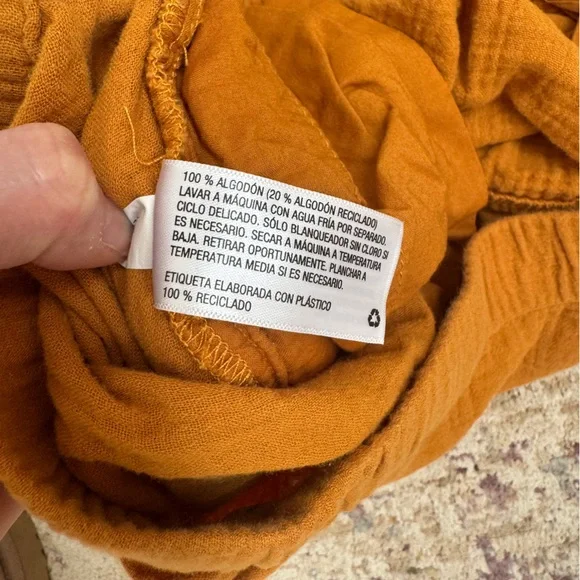 100 % ALGODÓN (20 % ALGODÓN RECICLADO)
LAVAR A MÁQUINA CON AGUA FRÍA POR SEPARADO.
CICLO DELICADO. SÓLO BLANQUEADOR SIN CLORO SI
ES NECESARIO. SECAR A MÁQUINA A TEMPERATURA
BAJA. RETIRAR OPORTUNAMENTE. PLANCHAR A
TEMPERATURA MEDIA SI ES NECESARIO.
ETIQUETA ELABORADA CON PLÁSTICO
100 % RECICLADO